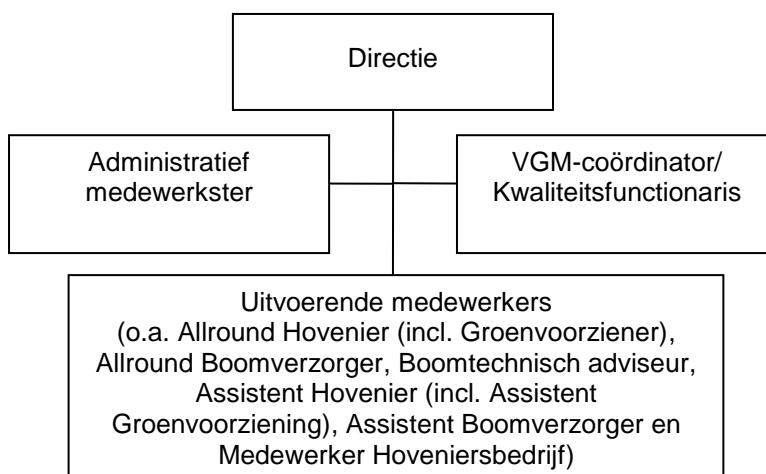 Directie
Administratief
medewerkster
VGM-coördinator/
Kwaliteitsfunctionaris
Uitvoerende medewerkers
(o.a. Allround Hovenier (incl. Groenvoorziener),
Allround Boomverzorger, Boomtechnisch adviseur,
Assistent Hovenier (incl. Assistent
Groenvoorziening), Assistent Boomverzorger en
Medewerker Hoveniersbedrijf)